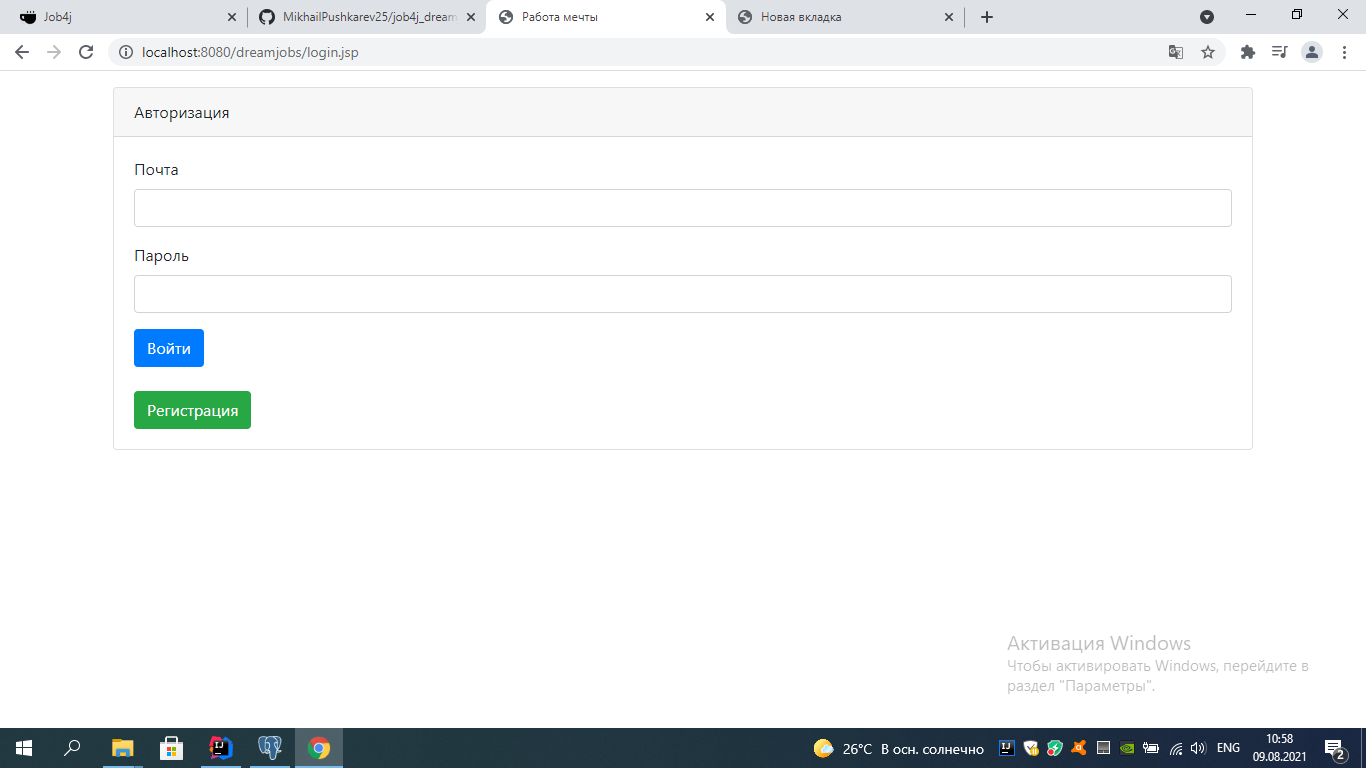 Job4j
MikhailPushkarev25/job4j_dream
Работа мечты
Новая вкладка
localhost:8080/dreamjobs/login.jsp
Авторизация
Почта
Пароль
Войти
Регистрация
Активация Windows
Чтобы активировать Windows, перейдите в
раздел "Параметры".
26°C В осн. солнечно
ENG
10:58
09.08.2021
2